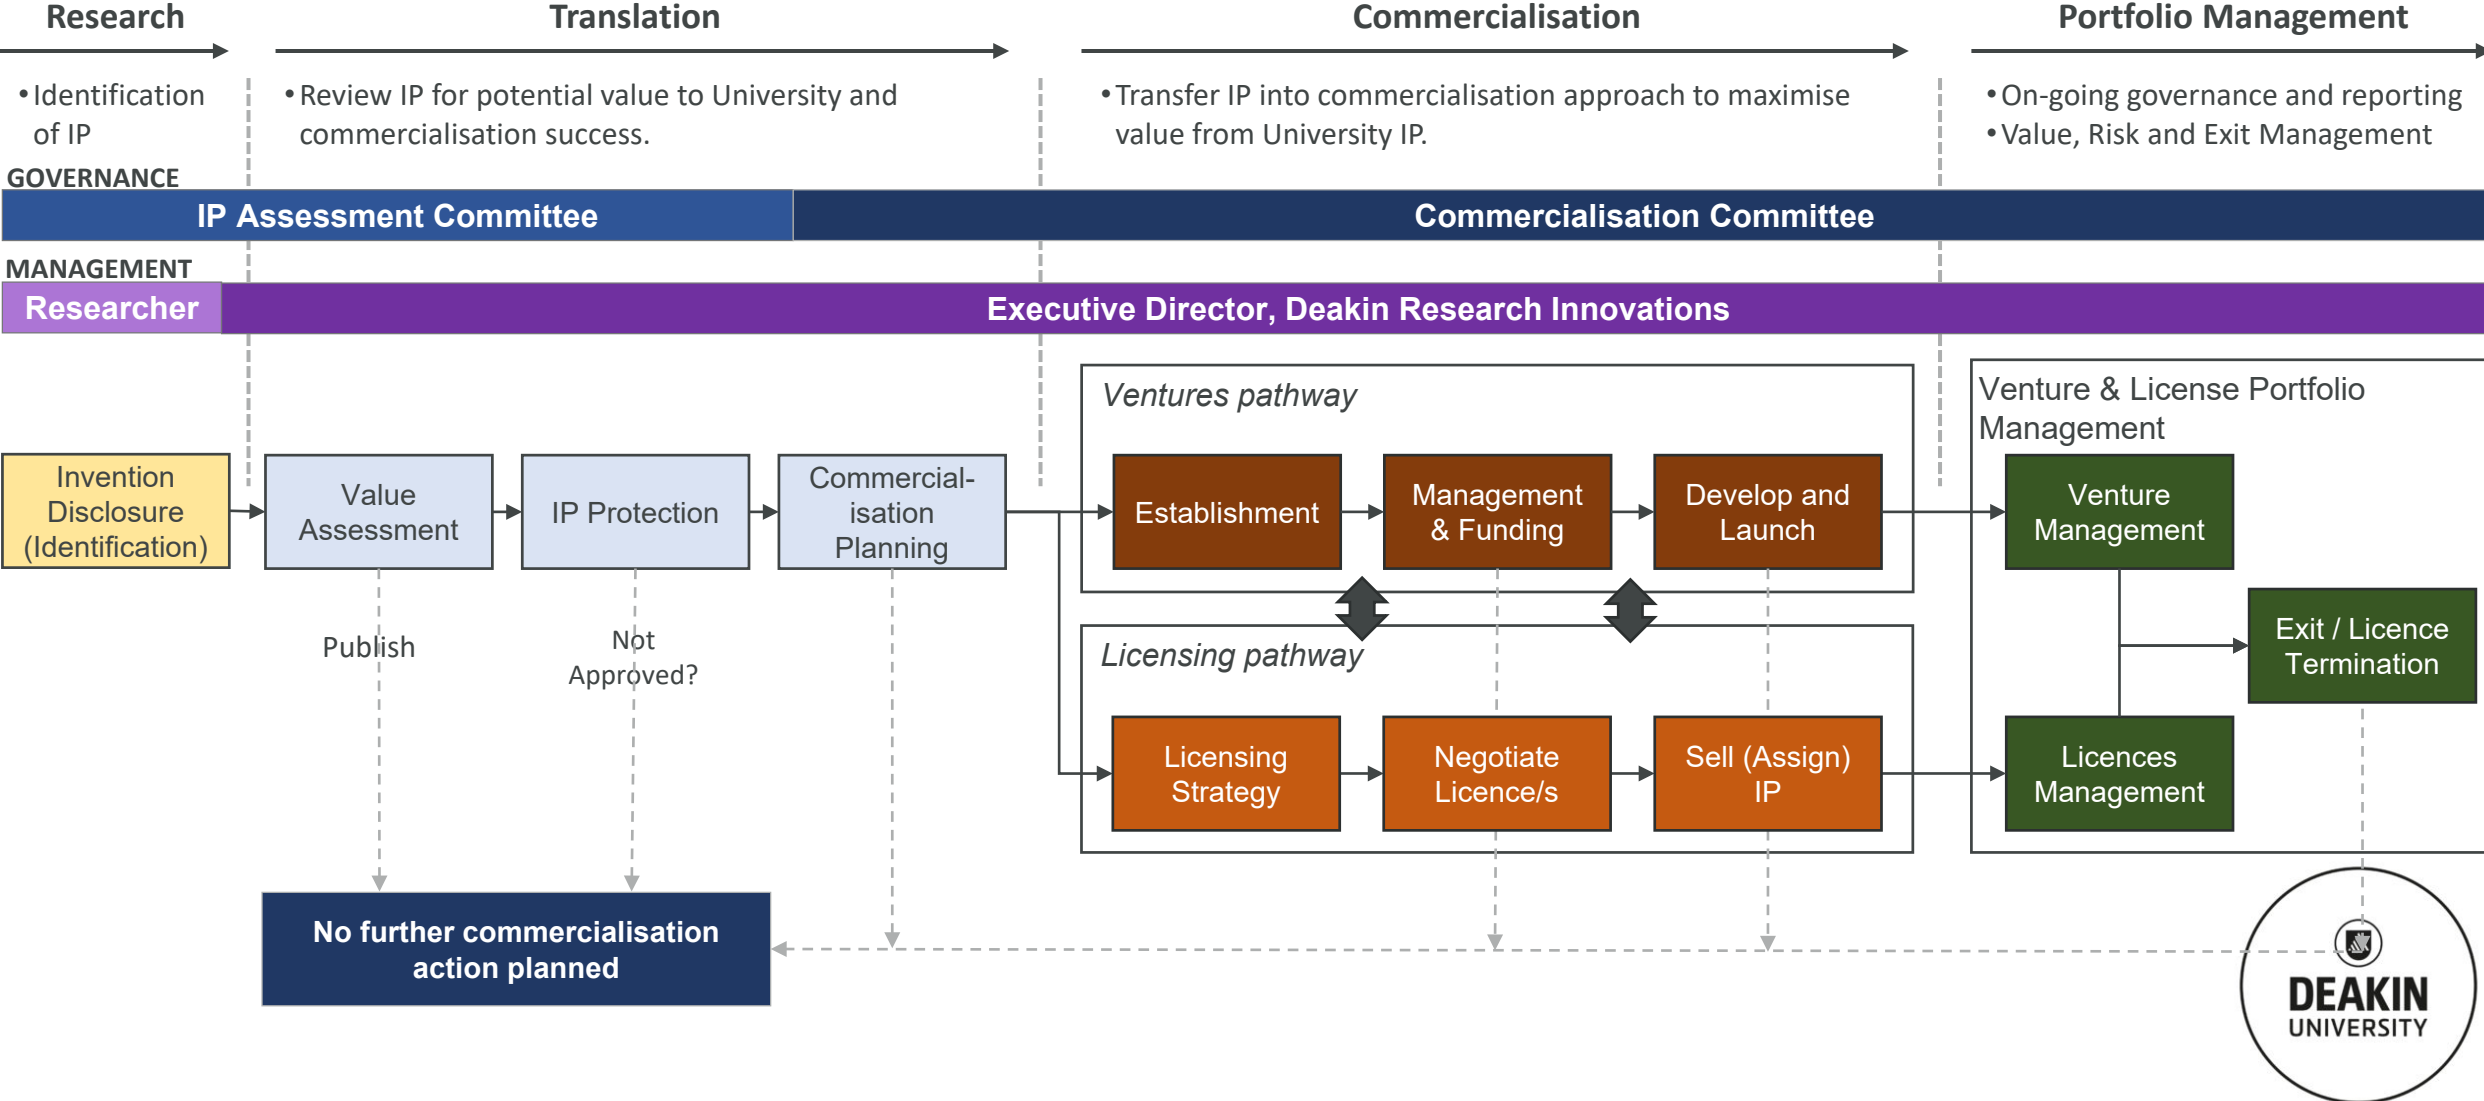 Research
Translation
Commercialisation
Portfolio Management
• Identification
of IP
• Review IP for potential value to University and
commercialisation success.
• Transfer IP into commercialisation approach to maximise
value from University IP.
• On-going governance and reporting
• Value, Risk and Exit Management
GOVERNANCE
IP Assessment Committee
Commercialisation Committee
MANAGEMENT
Researcher
Executive Director, Deakin Research Innovations
Invention
Disclosure
(Identification)
Value
Assessment
IP Protection
Commercial-
isation
Planning
Ventures pathway
Establishment
Management
& Funding
Develop and
Launch
Venture & License Portfolio
Management
Venture
Management
Exit / Licence
Termination
Publish
Not
Approved?
Licensing pathway
Licensing
Strategy
Negotiate
Licence/s
Sell (Assign)
IP
Licences
Management
No further commercialisation
action planned
DEAKIN
UNIVERSITY